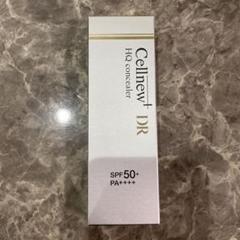 Cellnew+ DR
HQ concealer
SPF50+
PA++++